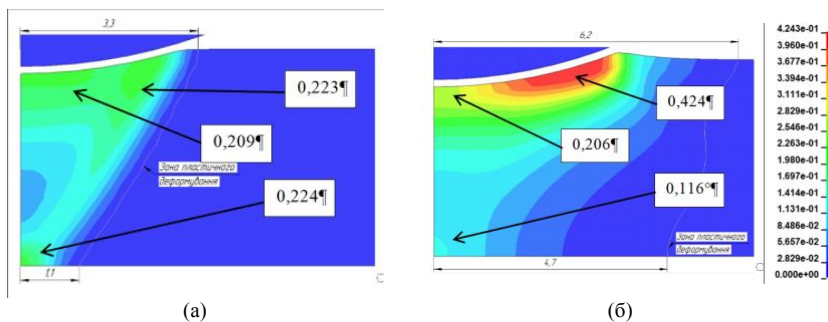 3,3
0,223¶
0,209¶
Зона пластичного
деформування
0,224¶
1,1
(а)
6,2
0,424¶
0,206¶
0,116°¶
Зона пластичного
деформування
4,7
(б)
4.243e-01
3.960e-01
3.677e-01
3.394e-01
3.111e-01
2.829e-01
2.546e-01
2.263e-01
1.980e-01
1.697e-01
1.414e-01
1.131e-01
8.486e-02
5.657e-02
2.829e-02
0.000e+00